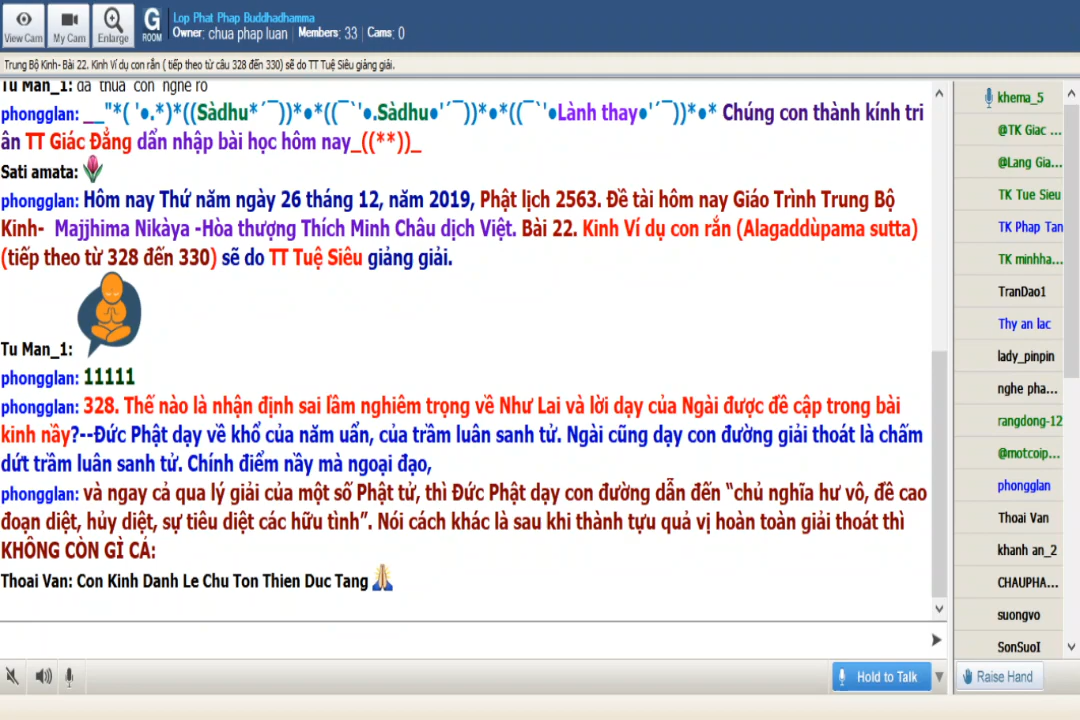 Lop Phat Phap Buddhadhamma
Owner: chua phap luan | Members: 33 | Cams: 0
View Cam My Cam Enlarge G ROOM
Trung Bộ Kinh- Bài 22. Kinh Ví dụ con rắn ( tiếp theo từ câu 328 đến 330) sẽ do TT Tuệ Siêu giảng giải.
Tu Man_1: da thua con nghe ro
phongglan: __"*( '●.*)*((Sàdhu*´¯))*●*((¯`'●.Sàdhu●'´¯))*●*((¯`'●Lành thay●'´¯))*●* Chúng con thành kính tri
ân TT Giác Đẳng dẩn nhập bài học hôm nay_((**))_
Sati amata:
phongglan: Hôm nay Thứ năm ngày 26 tháng 12, năm 2019, Phật lịch 2563. Đề tài hôm nay Giáo Trình Trung Bộ
Kinh- Majjhima Nikàya -Hòa thượng Thích Minh Châu dịch Việt. Bài 22. Kinh Ví dụ con rắn (Alagaddùpama sutta)
(tiếp theo từ 328 đến 330) sẽ do TT Tuệ Siêu giảng giải.
Tu Man_1:
phongglan: 11111
phongglan: 328. Thế nào là nhận định sai lầm nghiêm trọng về Như Lai và lời dạy của Ngài được đề cập trong bài
kinh nầy?--Đức Phật dạy về khổ của năm uẩn, của trầm luân sanh tử. Ngài cũng dạy con đường giải thoát là chấm
dứt trầm luân sanh tử. Chính điểm nầy mà ngoại đạo,
phongglan: và ngay cả qua lý giải của một số Phật tử, thì Đức Phật dạy con đường dẫn đến “chủ nghĩa hư vô, đề cao
đoạn diệt, hủy diệt, sự tiêu diệt các hữu tình”. Nói cách khác là sau khi thành tựu quả vị hoàn toàn giải thoát thì
KHÔNG CÒN GÌ CẢ:
Thoai Van: Con Kinh Danh Le Chu Ton Thien Duc Tang
khema_5
@TK Giac ...
@Lang Gia...
TK Tue Sieu
TK Phap Tan
TK minhha...
TranDao1
Thy an lac
lady_pinpin
nghe pha...
rangdong-12
@motcoip...
phongglan
Thoai Van
khanh an_2
CHAUPHA...
suongvo
SonSuoI
Hold to Talk
Raise Hand